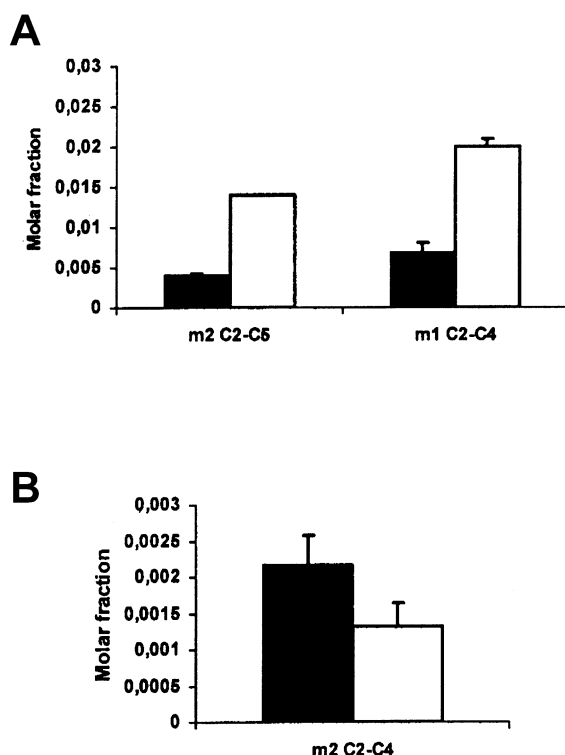 A
Molar fraction
0,03
0,025
0,02
0,015
0,01
0,005
0
m2 C2-C5
m1 C2-C4
B
Molar fraction
0,003
0,0025
0,002
0,0015
0,001
0,0005
0
m2 C2-C4